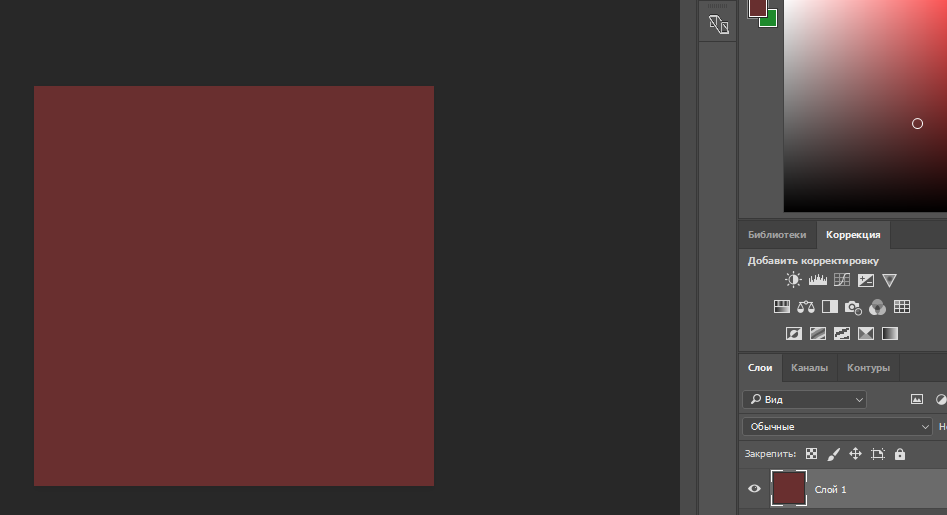 Библиотеки Коррекция
Добавить корректировку
Слои Каналы Контуры
Вид
Обычные
Закрепить:
Слой 1